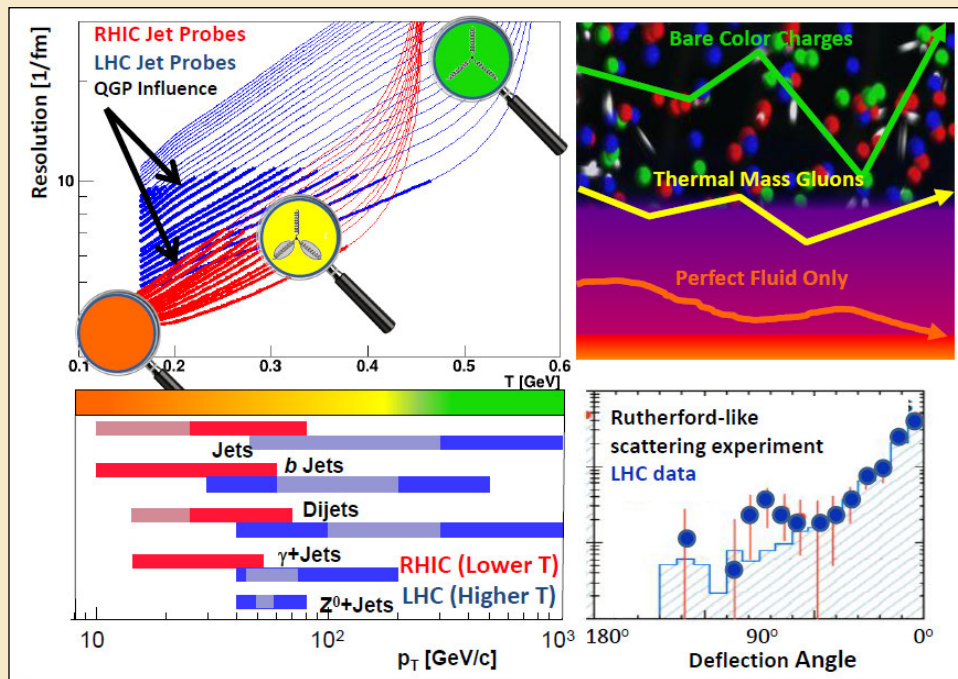 Resolution [1/fm]
RHIC Jet Probes
LHC Jet Probes
QGP Influence
10
0.1
0.2
0.3
0.4
0.5
0.6
T [GeV]
Bare Color Charges
Thermal Mass Gluons
Perfect Fluid Only
Jets
b Jets
Dijets
γ+Jets
Z⁰+Jets
RHIC (Lower T)
LHC (Higher T)
10
10²
10³
p_T [GeV/c]
Rutherford-like
scattering experiment
LHC data
180º
90º
0º
Deflection Angle